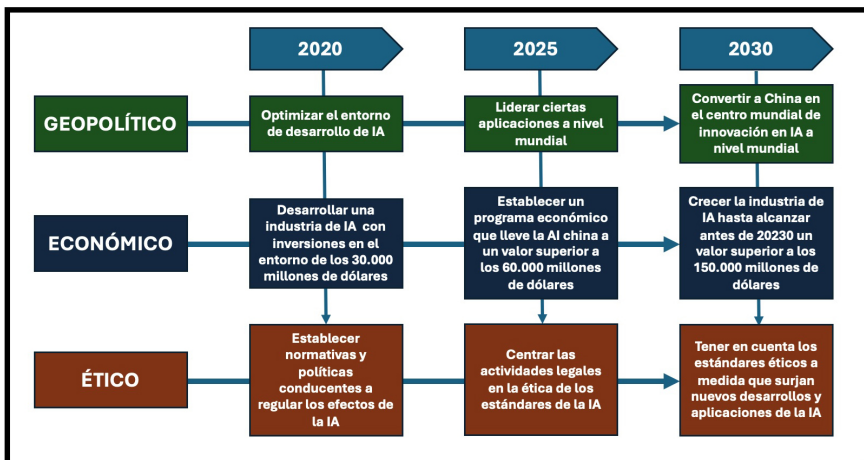 2020
2025
2030
GEOPOLÍTICO
Optimizar el entorno
de desarrollo de IA
Liderar ciertas
aplicaciones a nivel
mundial
Convertir a China en
el centro mundial de
innovación en IA a
nivel mundial
ECONÓMICO
Desarrollar una
industria de IA con
inversiones en el
entorno de los 30.000
millones de dólares
Establecer un
programa económico
que lleve la AI china a
un valor superior a
los 60.000 millones
de dólares
Crecer la industria de
IA hasta alcanzar
antes de 20230 un
valor superior a los
150.000 millones de
dólares
ÉTICO
Establecer
normativas y
políticas
conducentes a
regular los efectos de
la IA
Centrar las
actividades legales
en la ética de los
estándares de la IA
Tener en cuenta los
estándares éticos a
medida que surjan
nuevos desarrollos y
aplicaciones de la IA